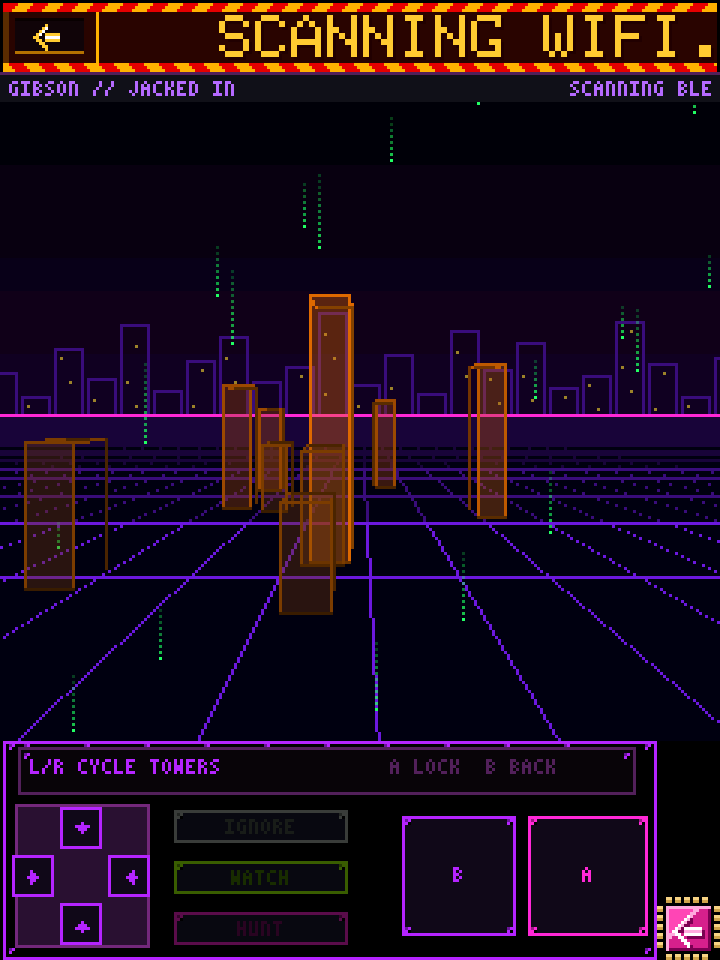 SCANNING WIFI.
GIBSON // JACKED IN
SCANNING BLE
L/R CYCLE TOWERS
A LOCK B BACK
IGNORE
WATCH
HUNT
B
A